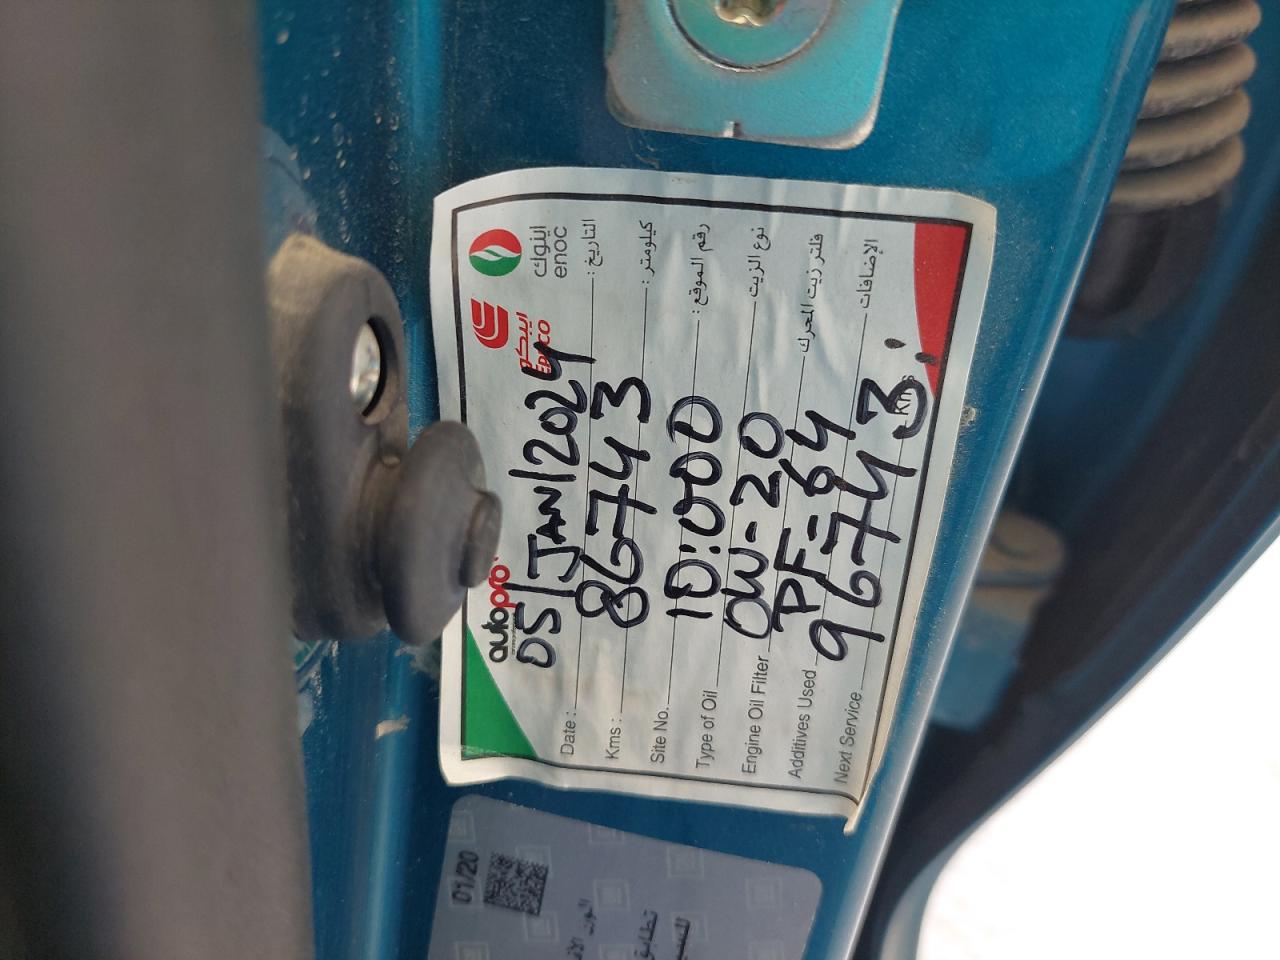 autopro
ايبكو
Eppco
اينوك
enoc
Date : 05/JAN/2024 التاريخ :
Kms : 86743 كيلومتر :
Site No. 10:000 رقم الموقع :
Type of Oil 0W-20 نوع الزيت
Engine Oil Filter PF-64 فلتر زيت المحرك
Additives Used الإضافات
Next Service 96743 Kms
01/20